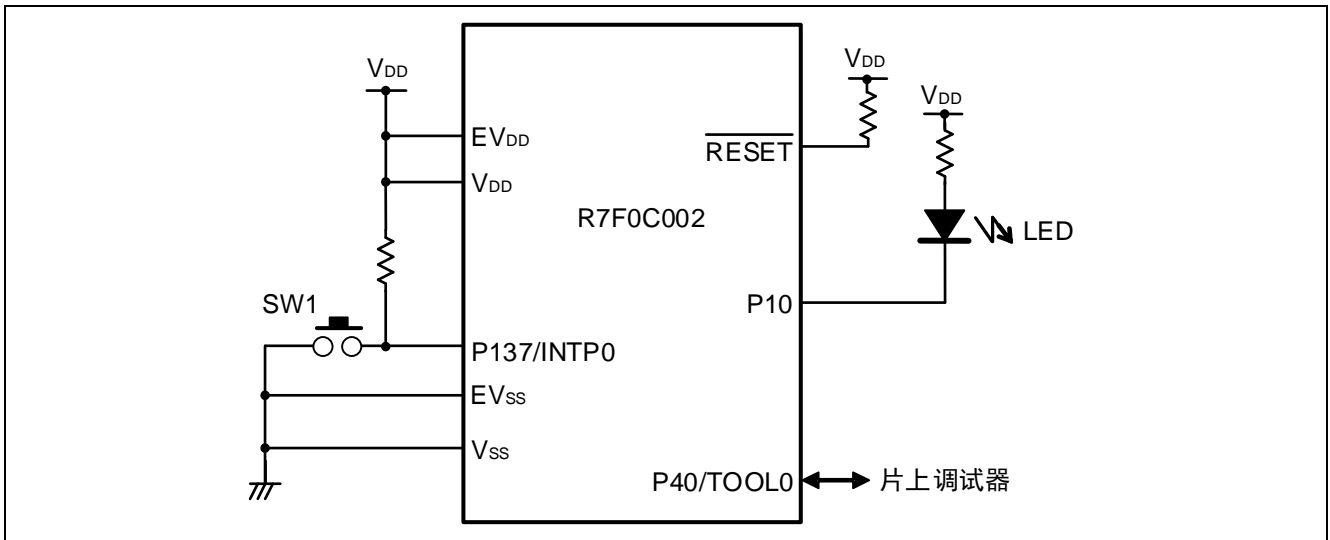 VDD
EVDD
VDD
SW1
P137/INTP0
EVSS
VSS
R7F0C002
RESET
VDD
VDD
LED
P10
P40/TOOL0
片上调试器